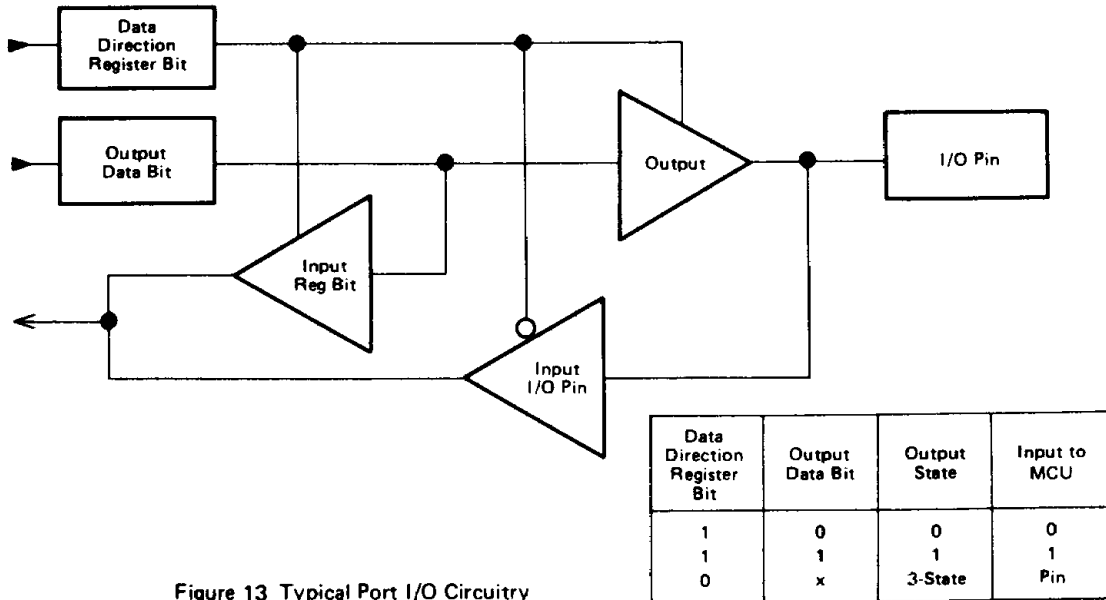 Data
Direction
Register Bit
Output
Data Bit
Output
I/O Pin
Input
Reg Bit
Input
I/O Pin
Data
Direction
Register
Bit
Output
Data Bit
Output
State
Input to
MCU
1 0 0 0
1 1 1 1
0 x 3-State Pin
Figure 13 Typical Port I/O Circuitry